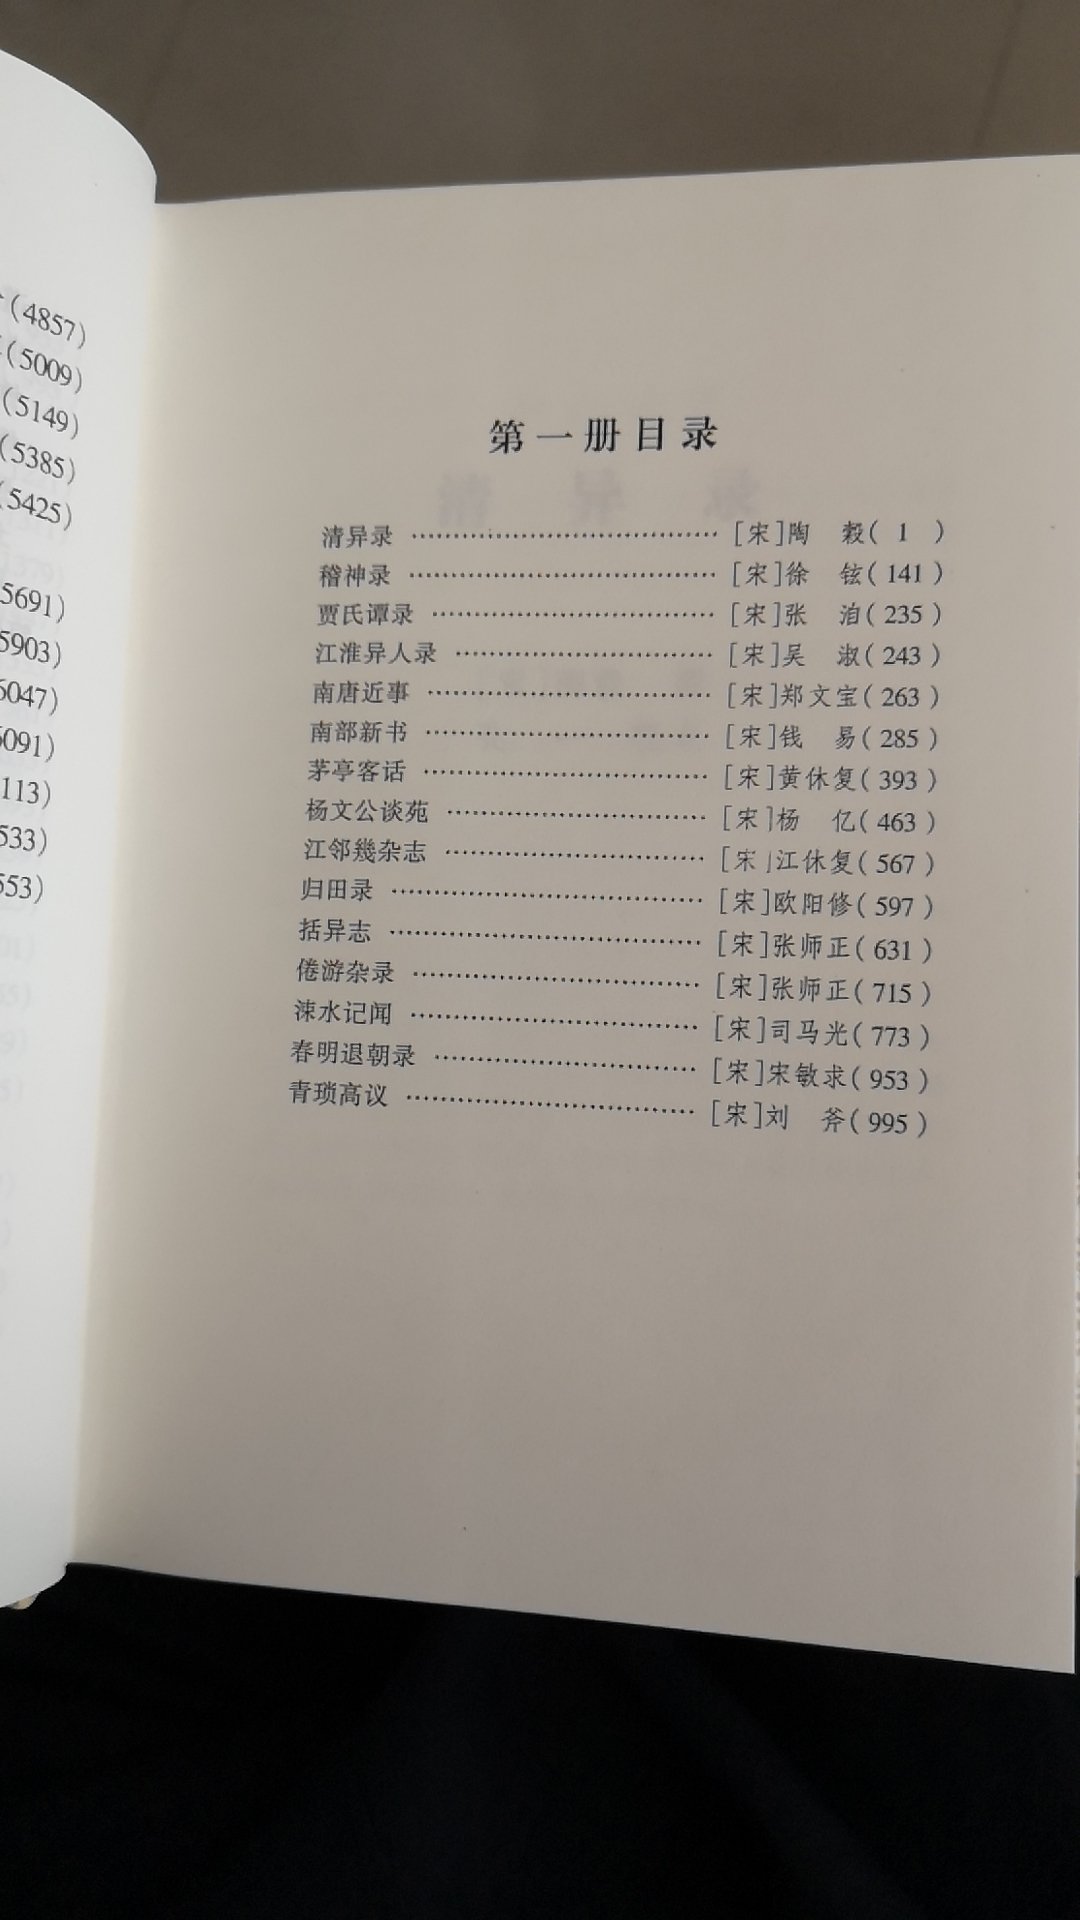 (4857)
(5009)
(5149)
(5385)
(5425)
5691)
5903)
6047)
6091)
113)
533)
553)
第一册目录
清异录 …………………………… [宋]陶　穀( 1 )
稽神录 …………………………… [宋]徐　铉( 141 )
贾氏谭录 …………………………… [宋]张　洎( 235 )
江淮异人录 …………………………… [宋]吴　淑( 243 )
南唐近事 …………………………… [宋]郑文宝( 263 )
南部新书 …………………………… [宋]钱　易( 285 )
茅亭客话 …………………………… [宋]黄休复( 393 )
杨文公谈苑 …………………………… [宋]杨　亿( 463 )
江邻幾杂志 …………………………… [宋]江休复( 567 )
归田录 …………………………… [宋]欧阳修( 597 )
括异志 …………………………… [宋]张师正( 631 )
倦游杂录 …………………………… [宋]张师正( 715 )
涑水记闻 …………………………… [宋]司马光( 773 )
春明退朝录 …………………………… [宋]宋敏求( 953 )
青琐高议 …………………………… [宋]刘　斧( 995 )